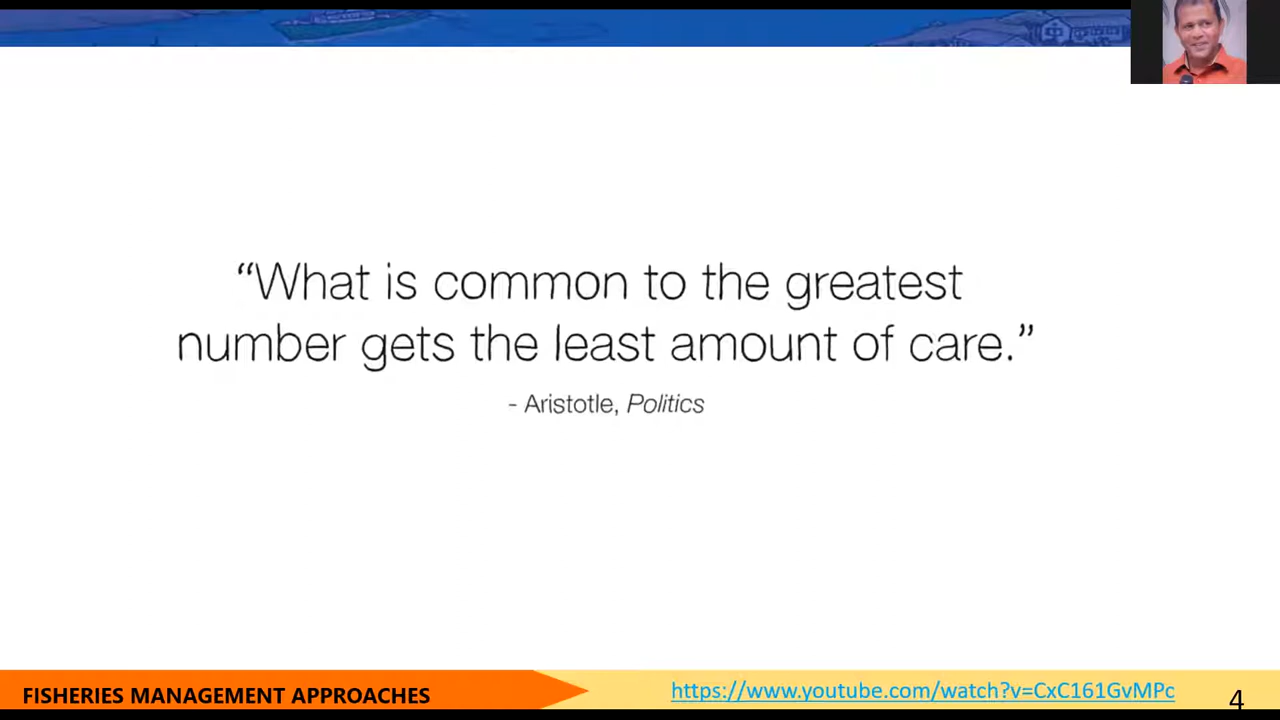 “What is common to the greatest
number gets the least amount of care.”
- Aristotle, Politics
FISHERIES MANAGEMENT APPROACHES
https://www.youtube.com/watch?v=CxC161GvMPc
4